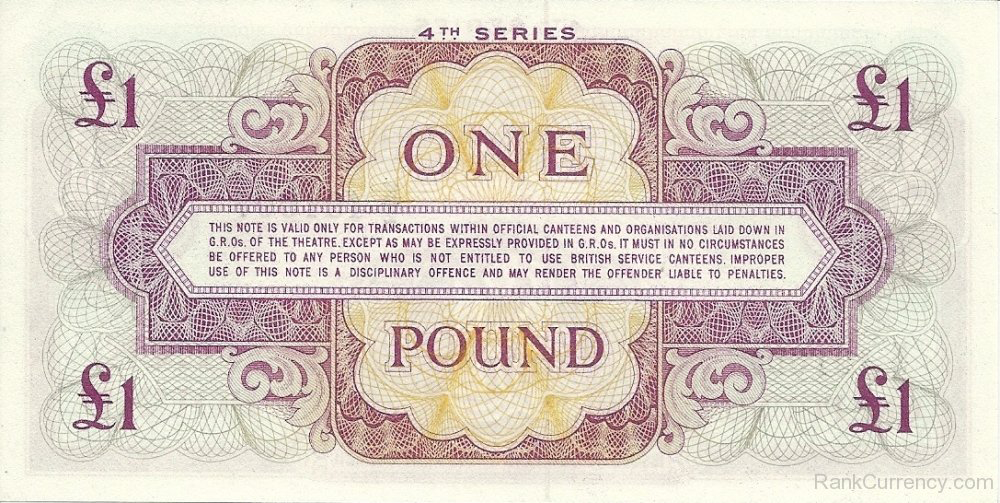 4TH SERIES
£1 £1
ONE
THIS NOTE IS VALID ONLY FOR TRANSACTIONS WITHIN OFFICIAL CANTEENS AND ORGANISATIONS LAID DOWN IN
G.R.Os. OF THE THEATRE. EXCEPT AS MAY BE EXPRESSLY PROVIDED IN G.R.Os. IT MUST IN NO CIRCUMSTANCES
BE OFFERED TO ANY PERSON WHO IS NOT ENTITLED TO USE BRITISH SERVICE CANTEENS. IMPROPER
USE OF THIS NOTE IS A DISCIPLINARY OFFENCE AND MAY RENDER THE OFFENDER LIABLE TO PENALTIES.
POUND
£1 £1
RankCurrency.com